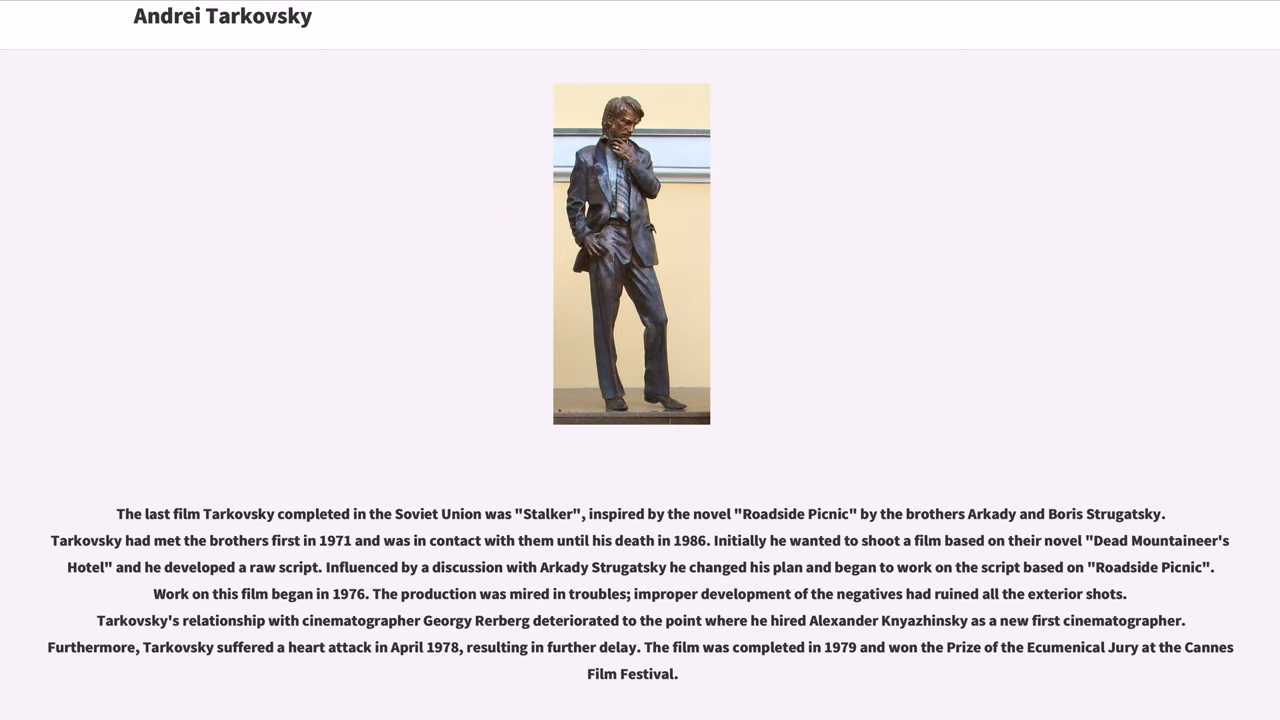 Andrei Tarkovsky
The last film Tarkovsky completed in the Soviet Union was "Stalker", inspired by the novel "Roadside Picnic" by the brothers Arkady and Boris Strugatsky.
Tarkovsky had met the brothers first in 1971 and was in contact with them until his death in 1986. Initially he wanted to shoot a film based on their novel "Dead Mountaineer's
Hotel" and he developed a raw script. Influenced by a discussion with Arkady Strugatsky he changed his plan and began to work on the script based on "Roadside Picnic".
Work on this film began in 1976. The production was mired in troubles; improper development of the negatives had ruined all the exterior shots.
Tarkovsky's relationship with cinematographer Georgy Rerberg deteriorated to the point where he hired Alexander Knyazhinsky as a new first cinematographer.
Furthermore, Tarkovsky suffered a heart attack in April 1978, resulting in further delay. The film was completed in 1979 and won the Prize of the Ecumenical Jury at the Cannes
Film Festival.